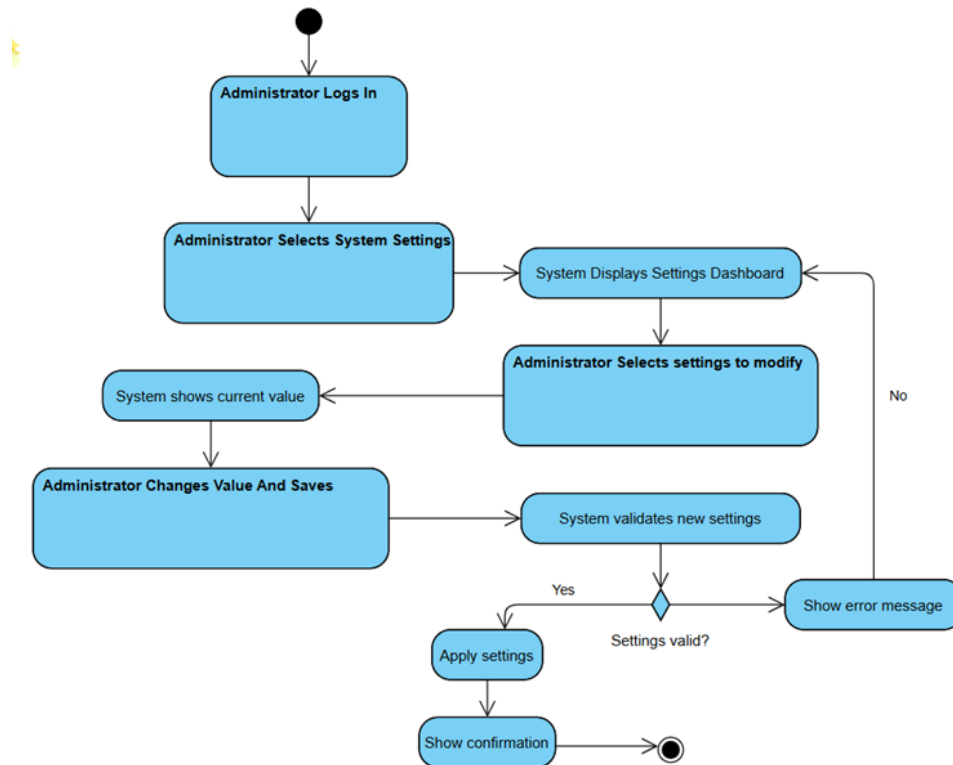 Administrator Logs In
Administrator Selects System Settings
System Displays Settings Dashboard
Administrator Selects settings to modify
System shows current value
No
Administrator Changes Value And Saves
System validates new settings
Yes
Show error message
Settings valid?
Apply settings
Show confirmation